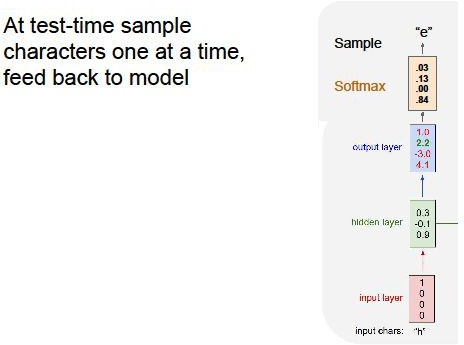 At test-time sample
characters one at a time,
feed back to model
Sample
"e"
Softmax
.03
.13
.00
.84
output layer
1.0
2.2
-3.0
4.1
hidden layer
0.3
-0.1
0.9
input layer
1
0
0
0
input chars: "h"